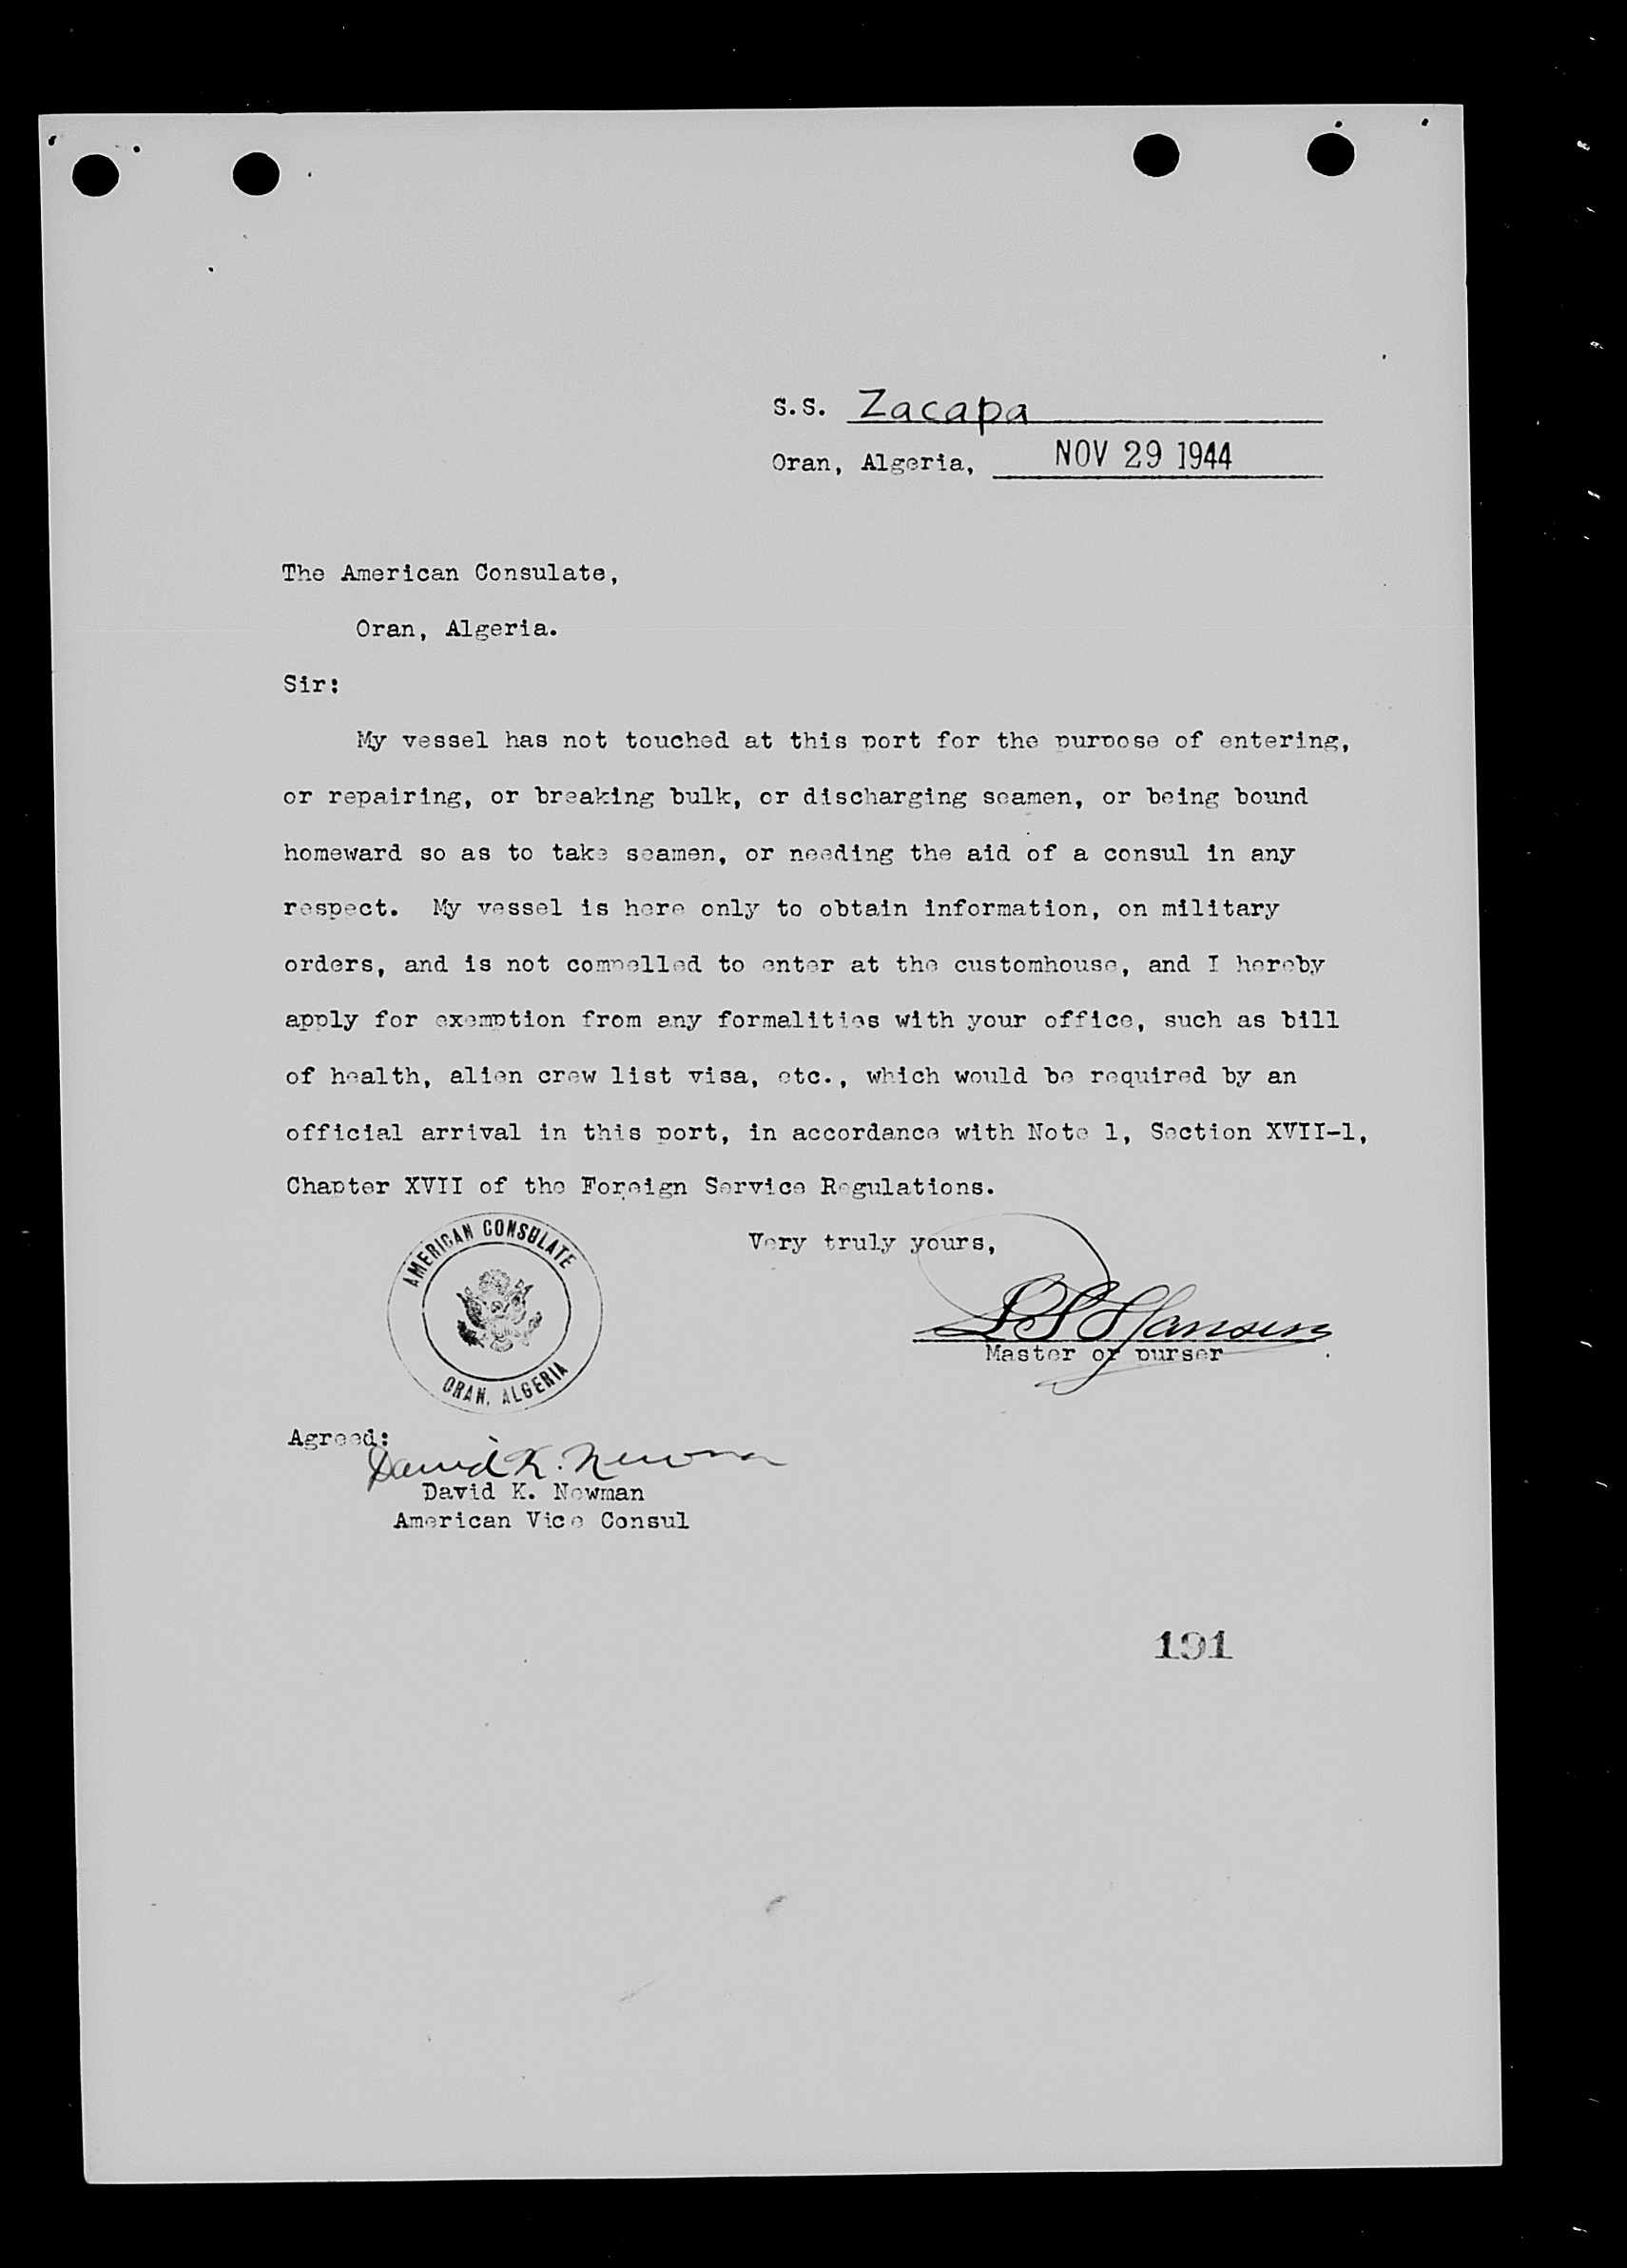 S.S. Zacapa
Oran, Algeria, NOV 29 1944
The American Consulate,
Oran, Algeria.
Sir:
My vessel has not touched at this port for the purpose of entering,
or repairing, or breaking bulk, or discharging seamen, or being bound
homeward so as to take seamen, or needing the aid of a consul in any
respect. My vessel is here only to obtain information, on military
orders, and is not compelled to enter at the customhouse, and I hereby
apply for exemption from any formalities with your office, such as bill
of health, alien crew list visa, etc., which would be required by an
official arrival in this port, in accordance with Note 1, Section XVII-1,
Chapter XVII of the Foreign Service Regulations.
AMERICAN CONSULATE
ORAN, ALGERIA
Very truly yours,
Hansen
Master or purser
Agreed:
David K. Newman
David K. Newman
American Vice Consul
191